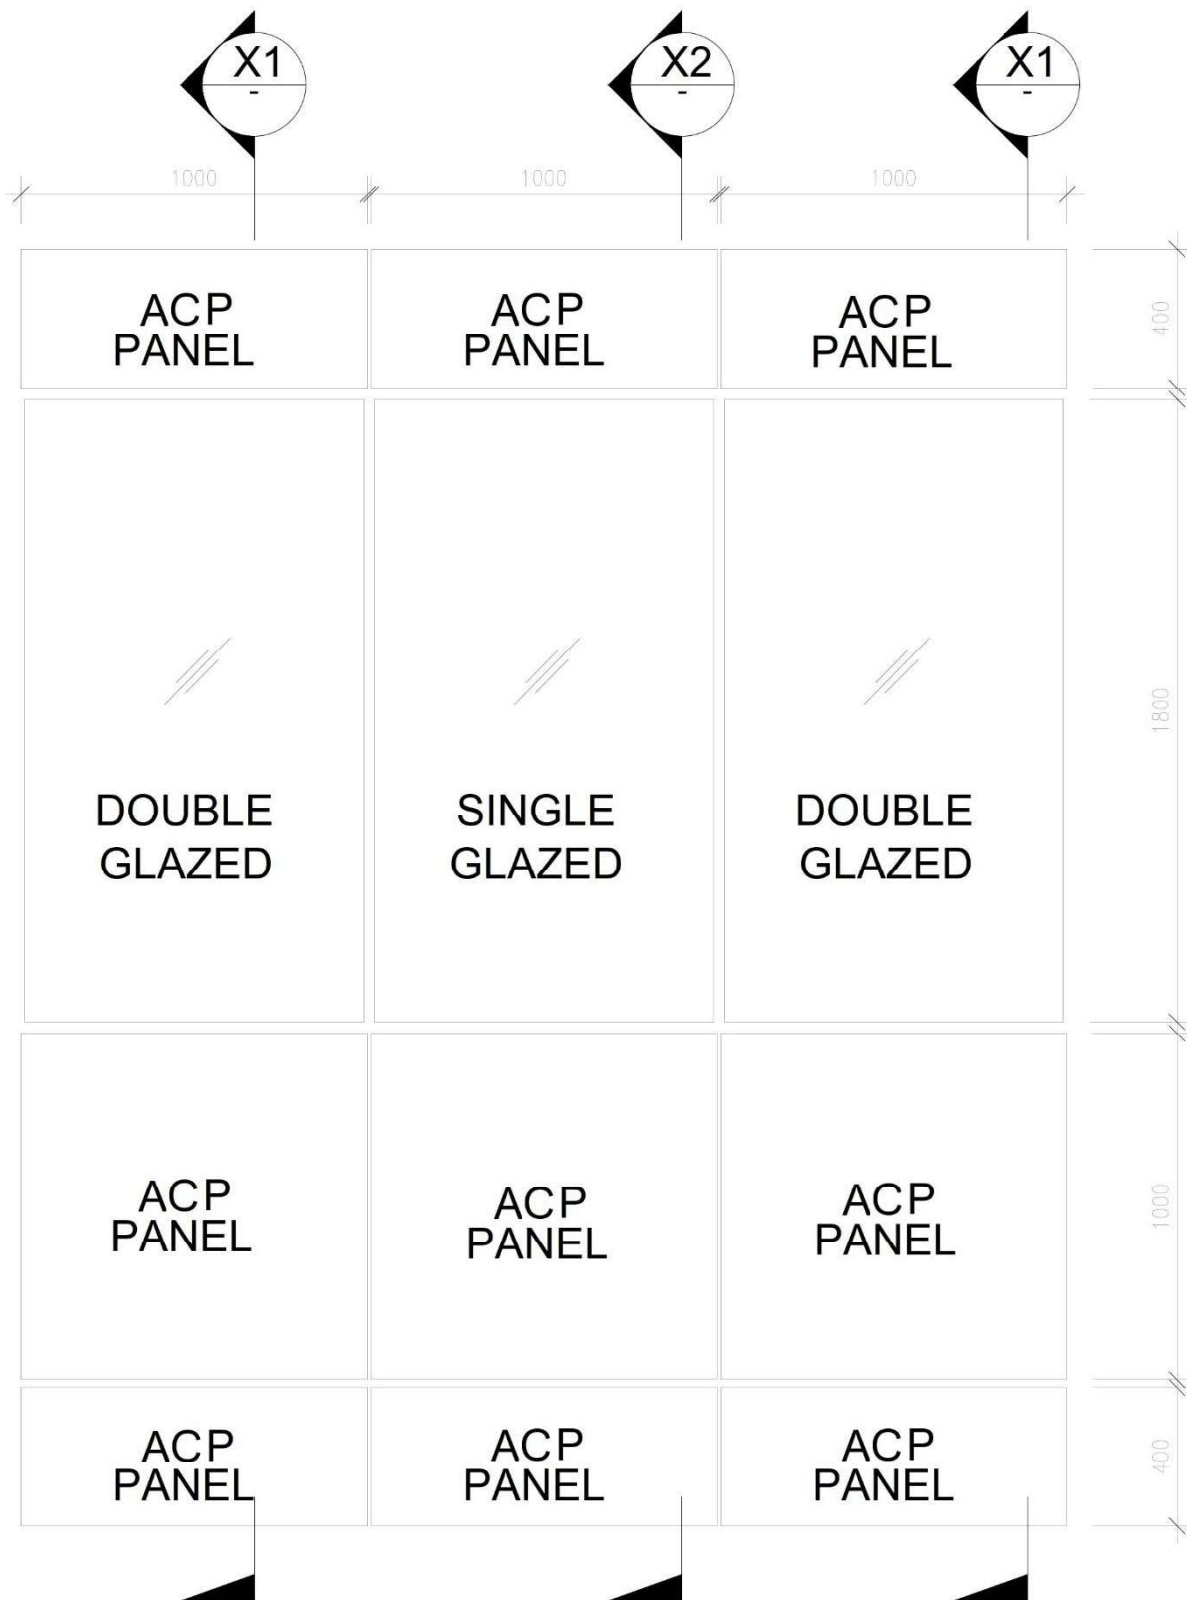 X1
-
X2
-
X1
-
1000
1000
1000
ACP
PANEL
ACP
PANEL
ACP
PANEL
400
DOUBLE
GLAZED
SINGLE
GLAZED
DOUBLE
GLAZED
1800
ACP
PANEL
ACP
PANEL
ACP
PANEL
1000
ACP
PANEL
ACP
PANEL
ACP
PANEL
400